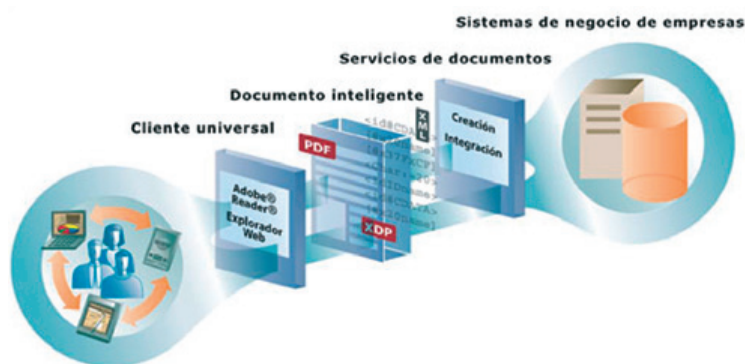 Sistemas de negocio de empresas
Servicios de documentos
Documento inteligente
Cliente universal
XML
Creación
Integración
PDF
Adobe®
Reader®
Explorador
Web
XDP